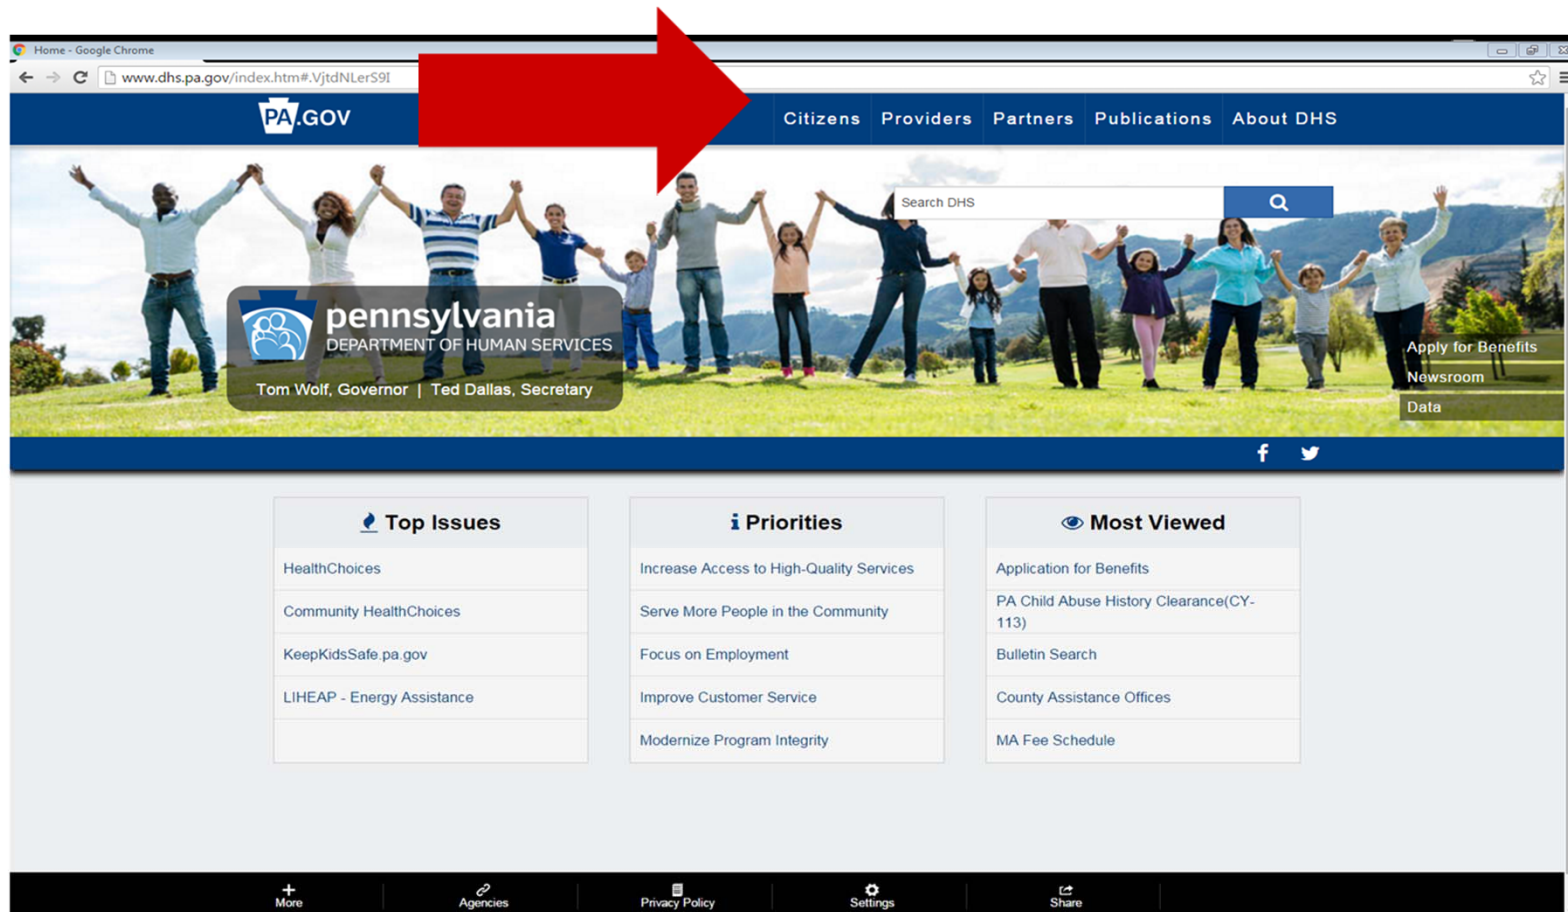 Home - Google Chrome
www.dhs.pa.gov/index.htm#.VjtdNLerS9I
PA.GOV
Citizens Providers Partners Publications About DHS
Search DHS
pennsylvania
DEPARTMENT OF HUMAN SERVICES
Tom Wolf, Governor | Ted Dallas, Secretary
Apply for Benefits
Newsroom
Data
Top Issues
HealthChoices
Community HealthChoices
KeepKidsSafe.pa.gov
LIHEAP - Energy Assistance
Priorities
Increase Access to High-Quality Services
Serve More People in the Community
Focus on Employment
Improve Customer Service
Modernize Program Integrity
Most Viewed
Application for Benefits
PA Child Abuse History Clearance(CY-
113)
Bulletin Search
County Assistance Offices
MA Fee Schedule
More Agencies Privacy Policy Settings Share